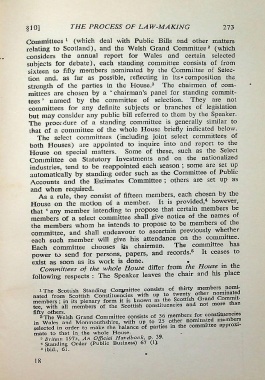 §10] THE PROCESS OF LAW-MAKING 273
Committees ¹ (which deal with Public Bills and other matters
relating to Scotland), and the Welsh Grand Committee ² (which
considers the annual report for Wales and certain selected
subjects for debate), each standing committee consists of from
sixteen to fifty members nominated by the Committee of Selec-
tion and, as far as possible, reflecting in its composition the
strength of the parties in the House.³ The chairmen of com-
mittees are chosen by a 'chairman's panel for standing commit-
tees' named by the committee of selection. They are not
committees for any definite subjects or branches of legislation
but may consider any public bill referred to them by the Speaker.
The procedure of a standing committee is generally similar to
that of a committee of the whole House briefly indicated below.
The select committees (including joint select committees of
both Houses) are appointed to inquire into and report to the
House on special matters. Some of these, such as the Select
Committee on Statutory Instruments and on the nationalized
industries, tend to be reappointed each session; some are set up
automatically by standing order such as the Committee of Public
Accounts and the Estimates Committee; others are set up as
and when required.
As a rule, they consist of fifteen members, each chosen by the
House on the motion of a member. It is provided,⁴ however,
that 'any member intending to propose that certain members be
members of a select committee shall give notice of the names of
the members whom he intends to propose to be members of the
committee, and shall endeavour to ascertain previously whether
each such member will give his attendance on the committee.
Each committee chooses its chairman. The committee has
power to send for persons, papers, and records.⁵ It ceases to
exist as soon as its work is done.
Committees of the whole House differ from the House in the
following respects: The Speaker leaves the chair and his place
¹ The Scottish Standing Committee consists of thirty members nomi-
nated from Scottish Constituencies with up to twenty other nominated
members; in its plenary form it is known as the Scottish Grand Commit-
tee, with all members of the Scottish constituencies and not more than
fifty others.
² The Welsh Grand Committee consists of 36 members for constituencies
in Wales and Monmouthshire, with up to 25 other nominated members
selected in order to make the balance of parties in the committee approxi-
mate to that in the whole House.
³ Britain 1971, An Official Handbook, p. 39.
⁴ Standing Order (Public Business) 67 (1).
⁵ ibid., 61.
18